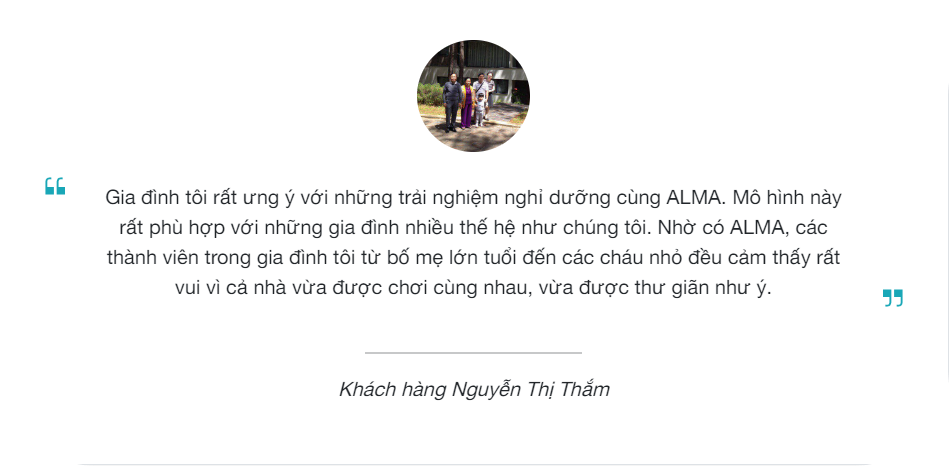 “
Gia đình tôi rất ưng ý với những trải nghiệm nghỉ dưỡng cùng ALMA. Mô hình này
rất phù hợp với những gia đình nhiều thế hệ như chúng tôi. Nhờ có ALMA, các
thành viên trong gia đình tôi từ bố mẹ lớn tuổi đến các cháu nhỏ đều cảm thấy rất
vui vì cả nhà vừa được chơi cùng nhau, vừa được thư giãn như ý.
”
Khách hàng Nguyễn Thị Thắm